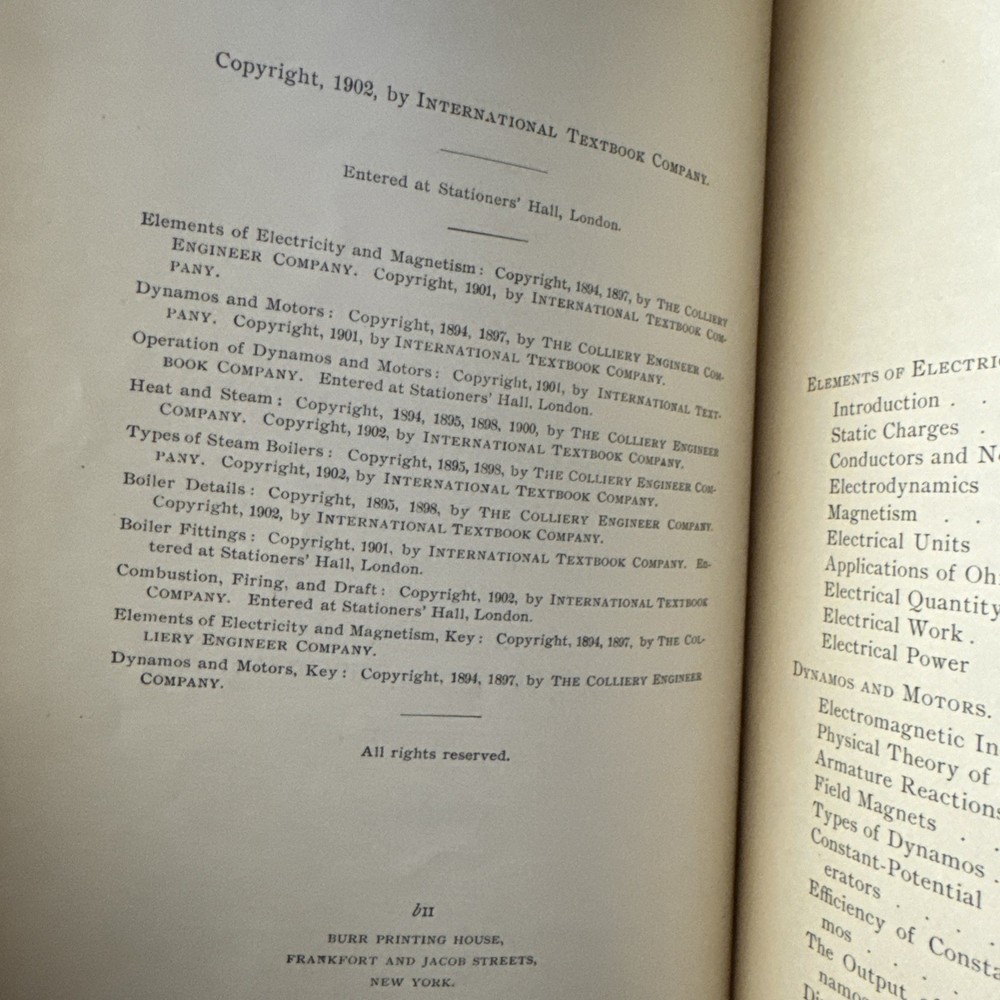 Copyright, 1902, by INTERNATIONAL TEXTBOOK COMPANY.
Entered at Stationers' Hall, London.
Elements of Electricity and Magnetism: Copyright, 1894, 1897, by THE COLLIERY
ENGINEER COMPANY. Copyright, 1901, by INTERNATIONAL TEXTBOOK COM-
PANY.
Dynamos and Motors: Copyright, 1894, 1897, by THE COLLIERY ENGINEER COM-
PANY. Copyright, 1901, by INTERNATIONAL TEXTBOOK COMPANY.
Operation of Dynamos and Motors: Copyright, 1901, by INTERNATIONAL TEXT-
BOOK COMPANY. Entered at Stationers' Hall, London.
Heat and Steam: Copyright, 1894, 1895, 1898, 1900, by THE COLLIERY ENGINEER
COMPANY. Copyright, 1902, by INTERNATIONAL TEXTBOOK COMPANY.
Types of Steam Boilers: Copyright, 1895, 1898, by THE COLLIERY ENGINEER COM-
PANY. Copyright, 1902, by INTERNATIONAL TEXTBOOK COMPANY.
Boiler Details: Copyright, 1895, 1898, by THE COLLIERY ENGINEER COMPANY.
Copyright, 1902, by INTERNATIONAL TEXTBOOK COMPANY.
Boiler Fittings: Copyright, 1901, by INTERNATIONAL TEXTBOOK COMPANY. En-
tered at Stationers' Hall, London.
Combustion, Firing, and Draft: Copyright, 1902, by INTERNATIONAL TEXTBOOK
COMPANY. Entered at Stationers' Hall, London.
Elements of Electricity and Magnetism, Key: Copyright, 1894, 1897, by THE COL-
LIERY ENGINEER COMPANY.
Dynamos and Motors, Key: Copyright, 1894, 1897, by THE COLLIERY ENGINEER
COMPANY.
All rights reserved.
bII
BURR PRINTING HOUSE,
FRANKFORT AND JACOB STREETS,
NEW YORK.
ELEMENTS OF ELECTRI
Introduction . .
Static Charges .
Conductors and N
Electrodynamics
Magnetism . .
Electrical Units
Applications of Oh
Electrical Quantity
Electrical Work .
Electrical Power
DYNAMOS AND MOTORS.
Electromagnetic In
Physical Theory of
Armature Reactions
Field Magnets . .
Types of Dynamos .
Constant-Potential
erators . . . .
Efficiency of Consta
mos . . . .
The Output
namos
Di